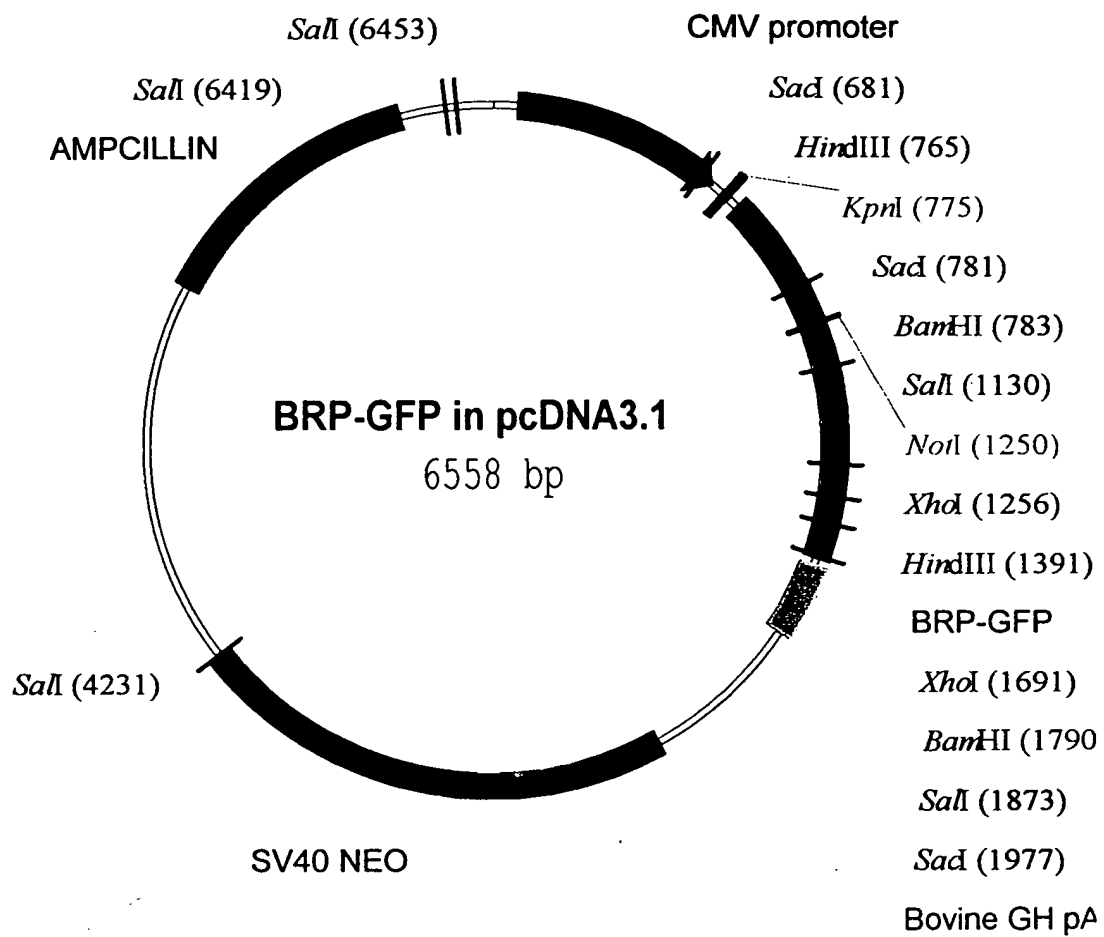 SalI (6453)
CMV promoter
SalI (6419)
SacI (681)
AMPCILLIN
HindIII (765)
KpnI (775)
SacI (781)
BamHI (783)
SalI (1130)
BRP-GFP in pcDNA3.1
6558 bp
NotI (1250)
XhoI (1256)
HindIII (1391)
BRP-GFP
SalI (4231)
XhoI (1691)
BamHI (1790
SalI (1873)
SV40 NEO
SacI (1977)
Bovine GH pA